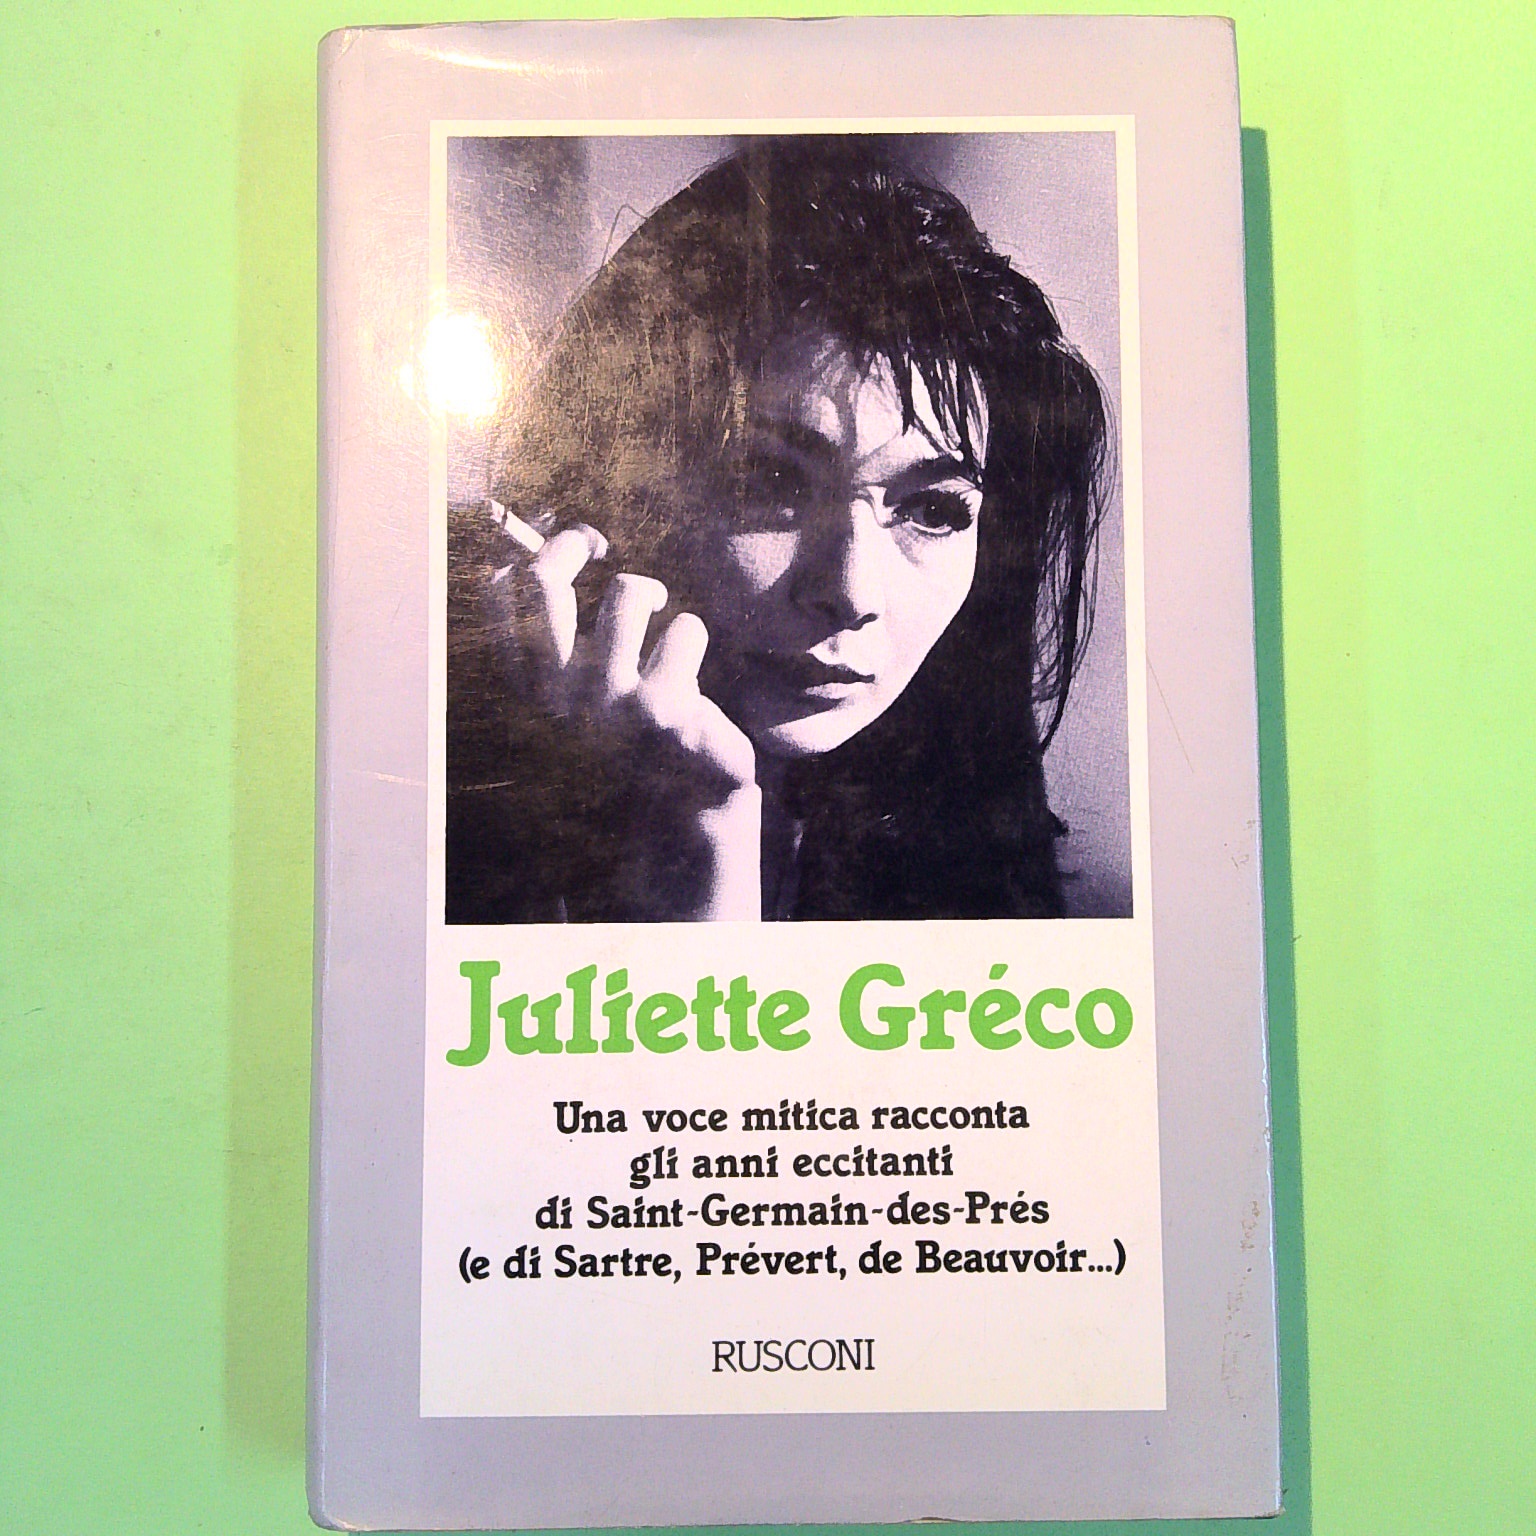 Juliette Gréco
Una voce mitica racconta
gli anni eccitanti
di Saint-Germain-des-Prés
(e di Sartre, Prévert, de Beauvoir...)
RUSCONI